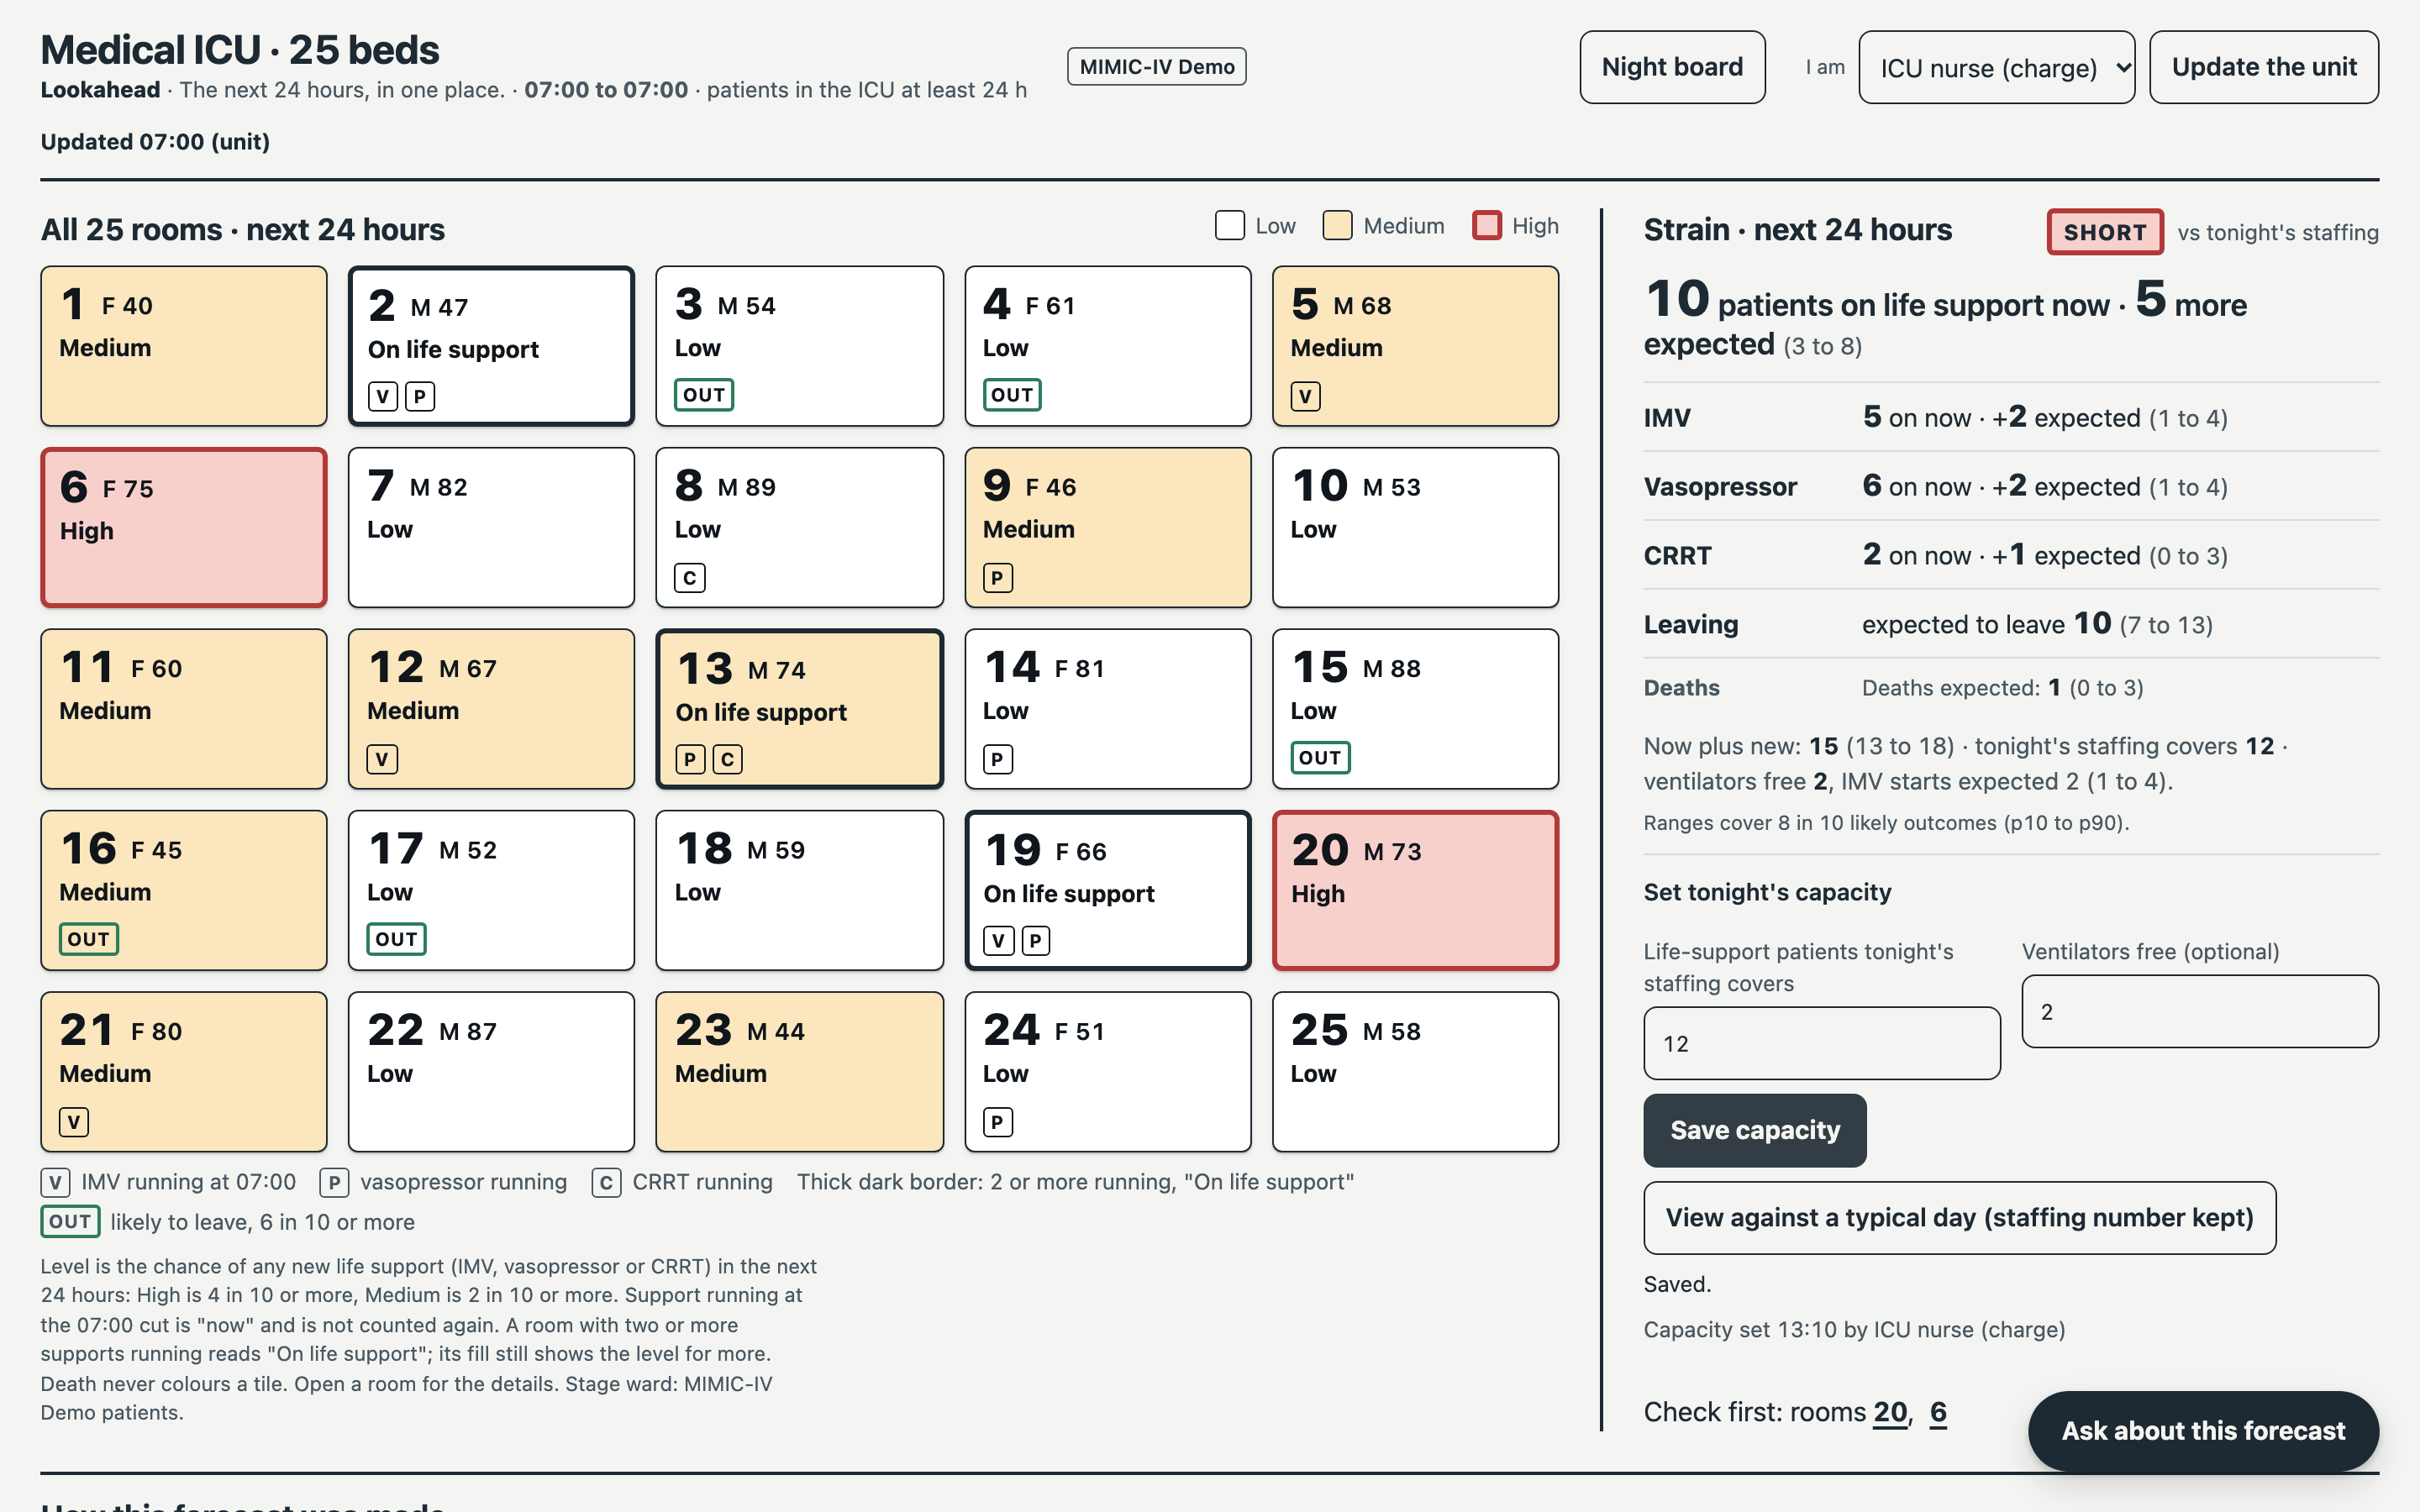 Medical ICU · 25 beds
Lookahead · The next 24 hours, in one place. · 07:00 to 07:00 · patients in the ICU at least 24 h
MIMIC-IV Demo
Night board
I am
ICU nurse (charge)
Update the unit
Updated 07:00 (unit)
All 25 rooms · next 24 hours
Low
Medium
High
1 F 40
Medium
2 M 47
On life support
V P
3 M 54
Low
OUT
4 F 61
Low
OUT
5 M 68
Medium
V
6 F 75
High
7 M 82
Low
8 M 89
Low
C
9 F 46
Medium
P
10 M 53
Low
11 F 60
Medium
12 M 67
Medium
V
13 M 74
On life support
P C
14 F 81
Low
P
15 M 88
Low
OUT
16 F 45
Medium
OUT
17 M 52
Low
OUT
18 M 59
Low
19 F 66
On life support
V P
20 M 73
High
21 F 80
Medium
V
22 M 87
Low
23 M 44
Medium
24 F 51
Low
P
25 M 58
Low
V IMV running at 07:00 P vasopressor running C CRRT running Thick dark border: 2 or more running, "On life support"
OUT likely to leave, 6 in 10 or more
Level is the chance of any new life support (IMV, vasopressor or CRRT) in the next
24 hours: High is 4 in 10 or more, Medium is 2 in 10 or more. Support running at
the 07:00 cut is "now" and is not counted again. A room with two or more
supports running reads "On life support"; its fill still shows the level for more.
Death never colours a tile. Open a room for the details. Stage ward: MIMIC-IV
Demo patients.
Strain · next 24 hours
SHORT vs tonight's staffing
10 patients on life support now · 5 more
expected (3 to 8)
IMV 5 on now · +2 expected (1 to 4)
Vasopressor 6 on now · +2 expected (1 to 4)
CRRT 2 on now · +1 expected (0 to 3)
Leaving expected to leave 10 (7 to 13)
Deaths Deaths expected: 1 (0 to 3)
Now plus new: 15 (13 to 18) · tonight's staffing covers 12 ·
ventilators free 2, IMV starts expected 2 (1 to 4).
Ranges cover 8 in 10 likely outcomes (p10 to p90).
Set tonight's capacity
Life-support patients tonight's
staffing covers
12
Ventilators free (optional)
2
Save capacity
View against a typical day (staffing number kept)
Saved.
Capacity set 13:10 by ICU nurse (charge)
Check first: rooms 20, 6
Ask about this forecast
How this forecast was made